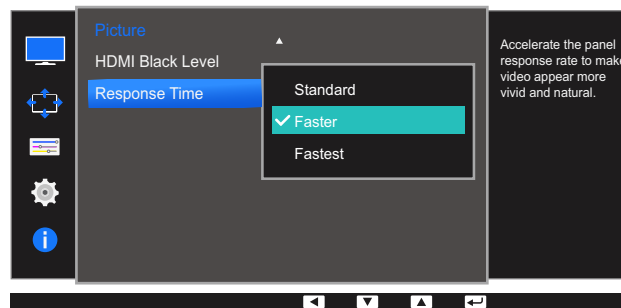 Picture
HDMI Black Level
Response Time
Standard
Faster
Fastest
Accelerate the panel
response rate to make
video appear more
vivid and natural.